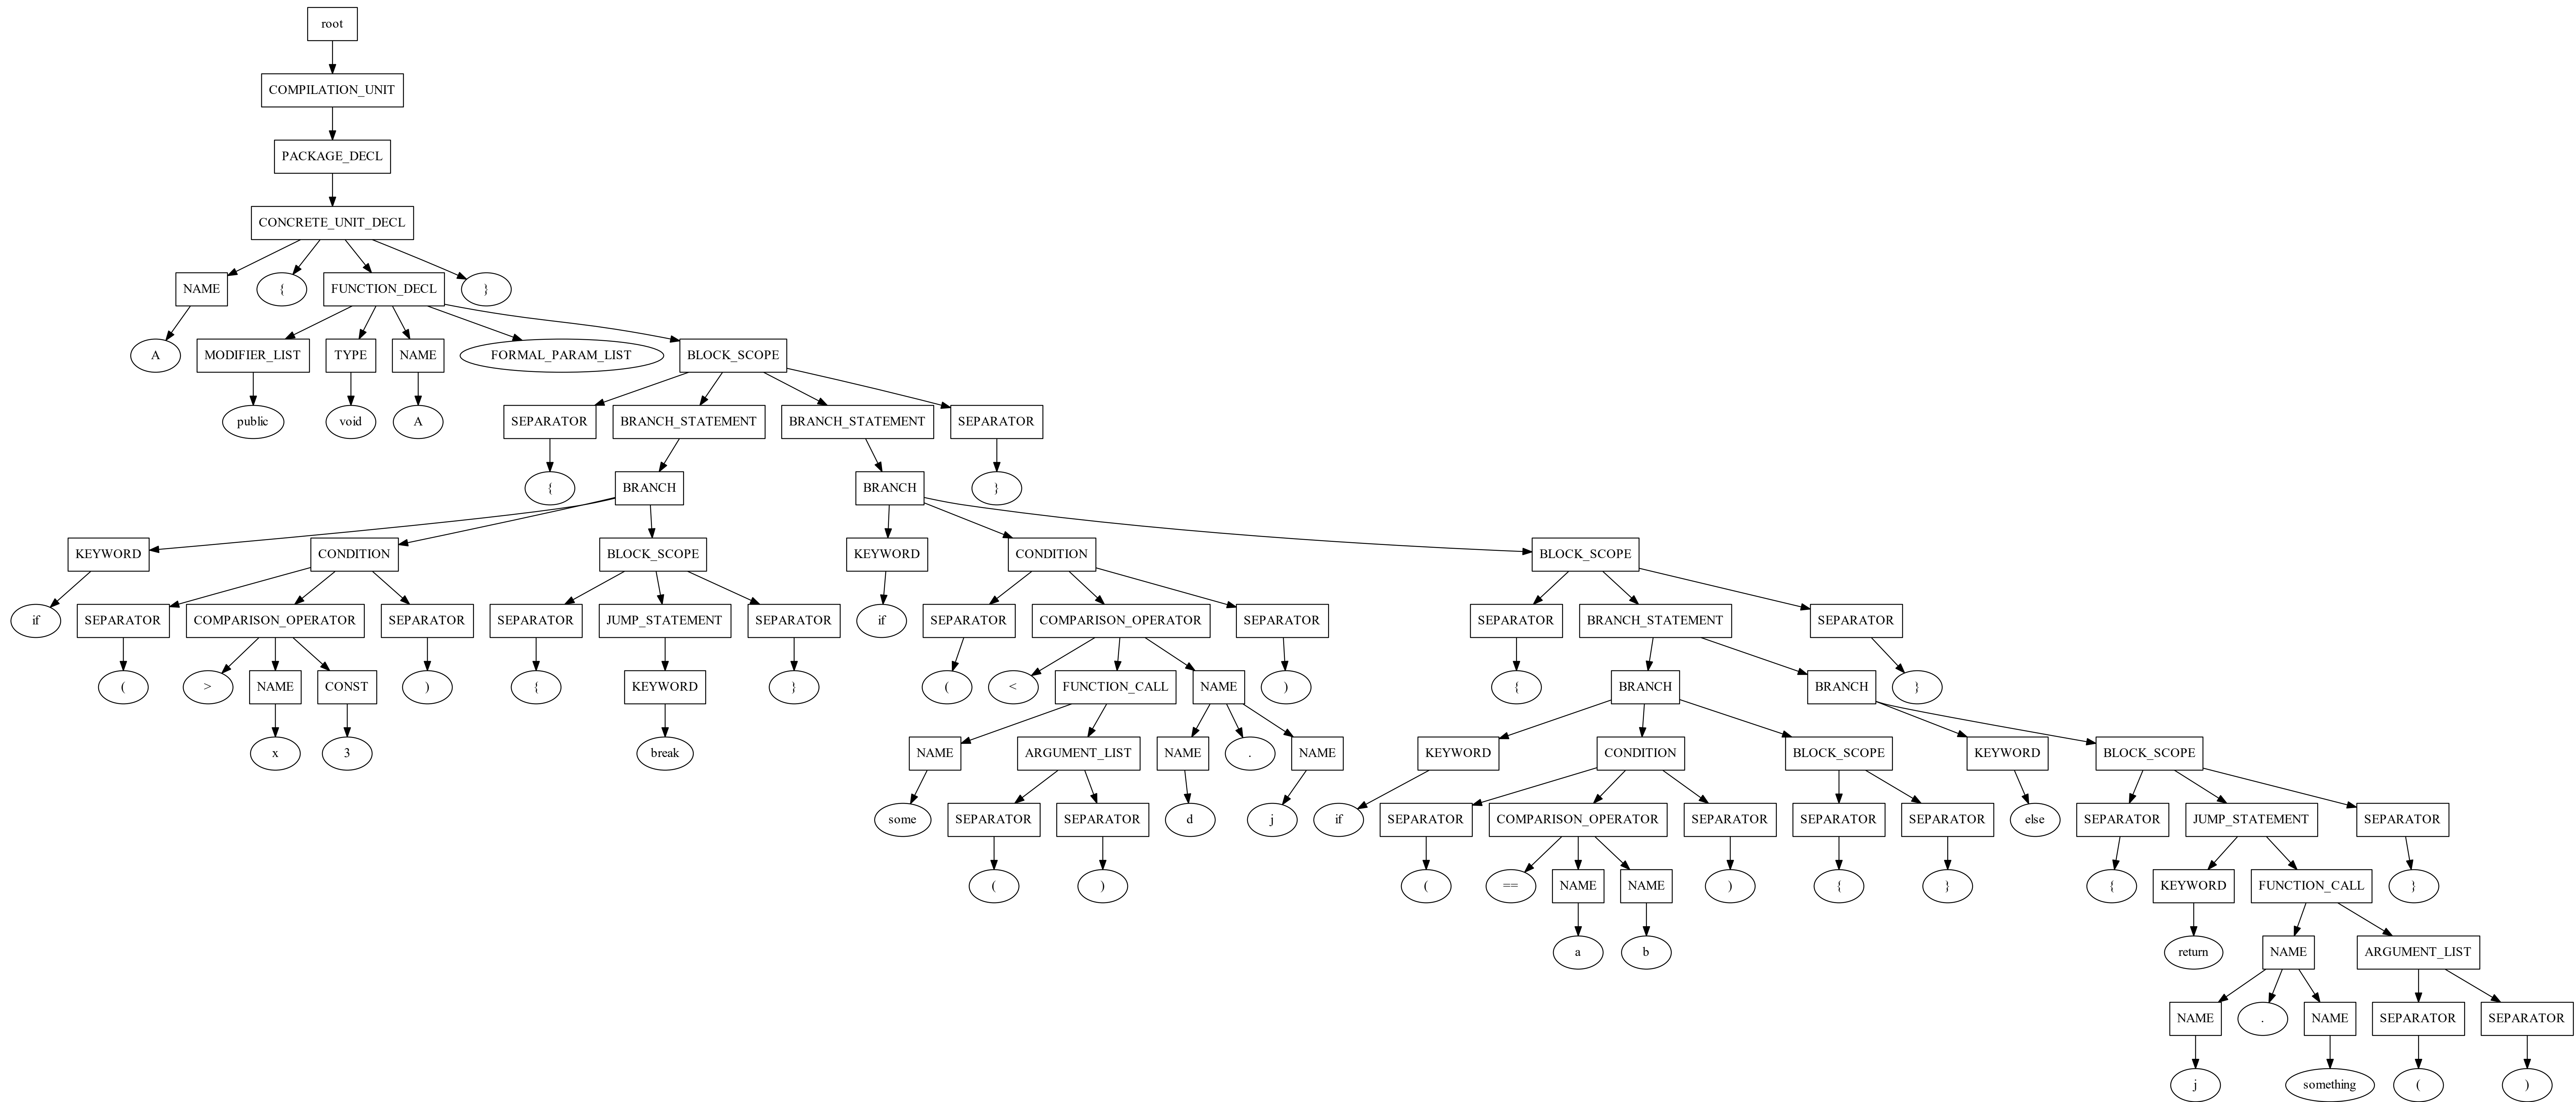 root
COMPILATION_UNIT
PACKAGE_DECL
CONCRETE_UNIT_DECL
NAME { FUNCTION_DECL }
A MODIFIER_LIST TYPE NAME FORMAL_PARAM_LIST BLOCK_SCOPE
public void A SEPARATOR BRANCH_STATEMENT BRANCH_STATEMENT SEPARATOR
{ BRANCH BRANCH }
KEYWORD CONDITION BLOCK_SCOPE KEYWORD CONDITION BLOCK_SCOPE
if SEPARATOR COMPARISON_OPERATOR SEPARATOR SEPARATOR JUMP_STATEMENT SEPARATOR if SEPARATOR COMPARISON_OPERATOR SEPARATOR SEPARATOR BRANCH_STATEMENT SEPARATOR
( > NAME CONST ) { KEYWORD } ( < FUNCTION_CALL NAME ) { BRANCH BRANCH }
x 3 break NAME ARGUMENT_LIST NAME . NAME KEYWORD CONDITION BLOCK_SCOPE KEYWORD BLOCK_SCOPE
some SEPARATOR SEPARATOR d j if SEPARATOR COMPARISON_OPERATOR SEPARATOR SEPARATOR SEPARATOR else SEPARATOR JUMP_STATEMENT SEPARATOR
( ) ( == NAME NAME ) { } { KEYWORD FUNCTION_CALL }
a b return NAME ARGUMENT_LIST
NAME . NAME SEPARATOR SEPARATOR
j something ( )